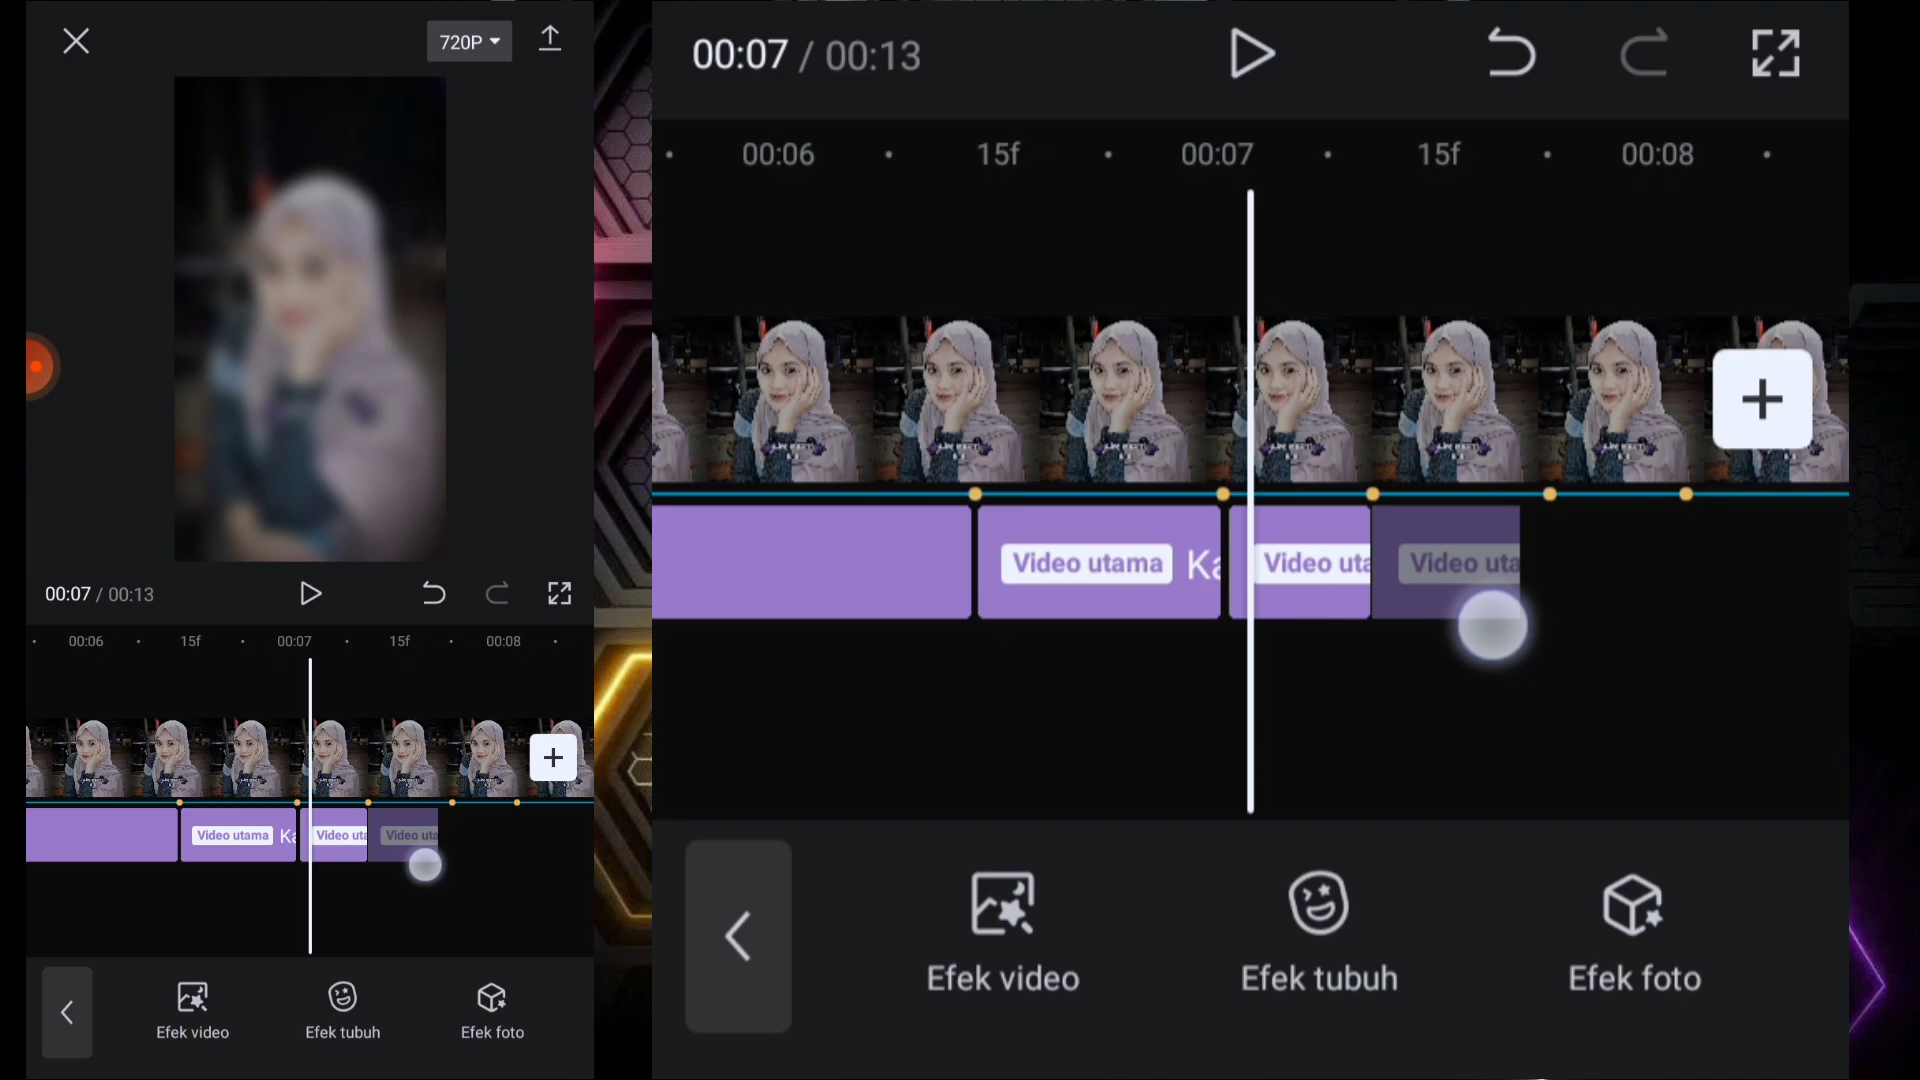 720P
00:07 / 00:13
00:06 15f 00:07 15f 00:08
Video utama Ka Video uta Video uta
Efek video Efek tubuh Efek foto
00:07 / 00:13
00:06 15f 00:07 15f 00:08
Video utama Ka Video uta Video uta
Efek video Efek tubuh Efek foto